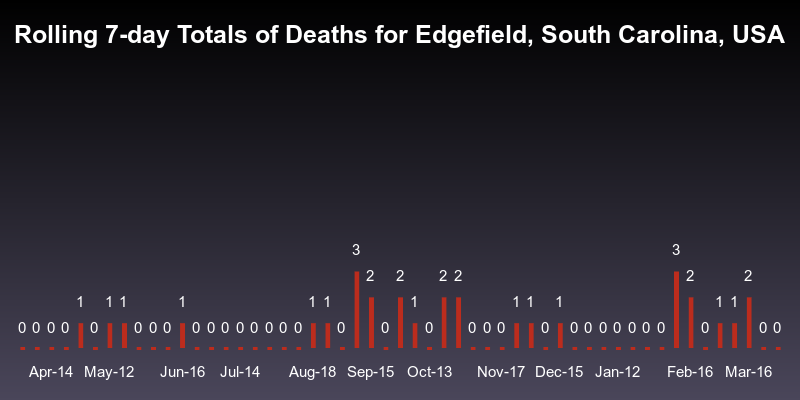 Rolling 7-day Totals of Deaths for Edgefield, South Carolina, USA
3 3
2 2 2 2 2 2
1 1 1 1 1 1 1 1 1 1 1 1
0 0 0 0 0 0 0 0 0 0 0 0 0 0 0 0 0 0 0 0 0 0 0 0 0 0 0 0 0 0 0 0 0
Apr-14 May-12 Jun-16 Jul-14 Aug-18 Sep-15 Oct-13 Nov-17 Dec-15 Jan-12 Feb-16 Mar-16